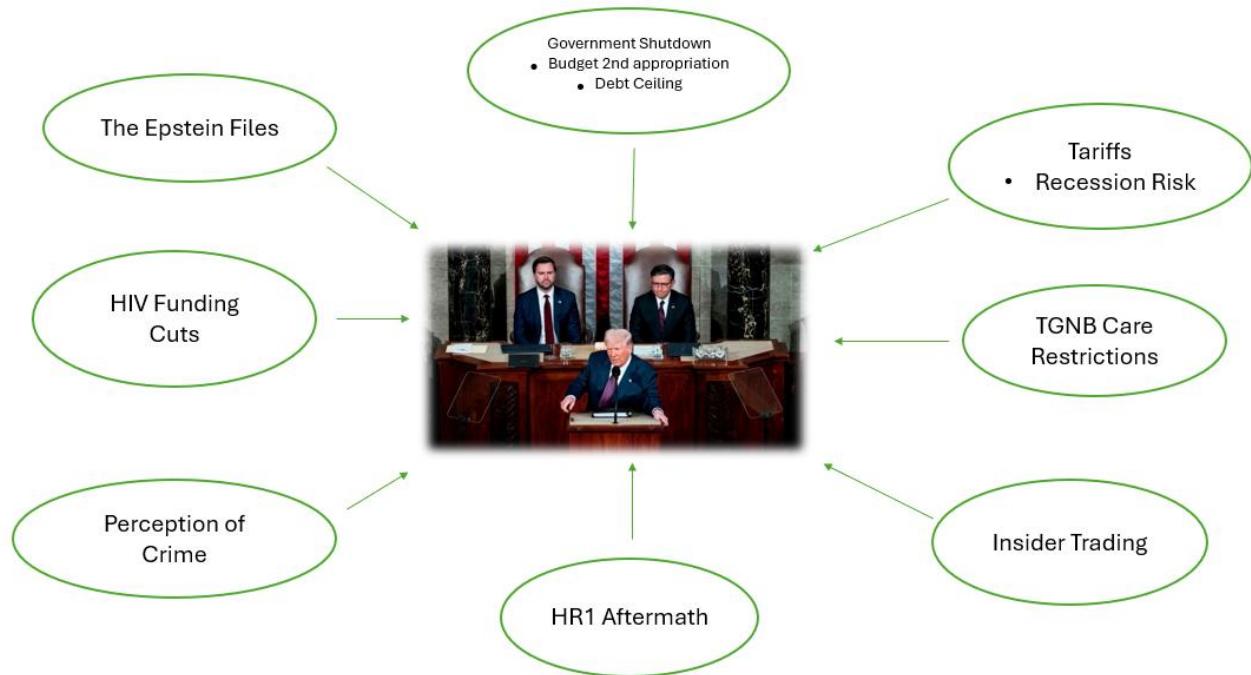 Government Shutdown
• Budget 2nd appropriation
• Debt Ceiling
The Epstein Files
Tariffs
• Recession Risk
HIV Funding
Cuts
TGNB Care
Restrictions
Perception of
Crime
Insider Trading
HR1 Aftermath